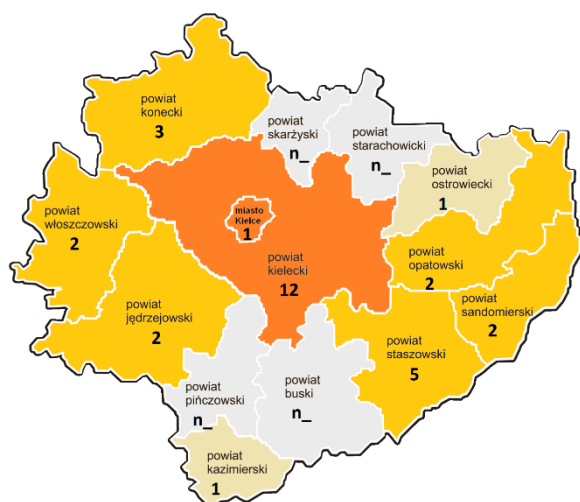 powiat
konecki
3
powiat
skarżyski
n_
powiat
starachowicki
n_
powiat
ostrowiecki
1
powiat
włoszczowski
2
miasto
Kielce
1
powiat
kielecki
12
powiat
opatowski
2
powiat
sandomierski
2
powiat
jędrzejowski
2
powiat
staszowski
5
powiat
pińczowski
n_
powiat
buski
n_
powiat
kazimierski
1